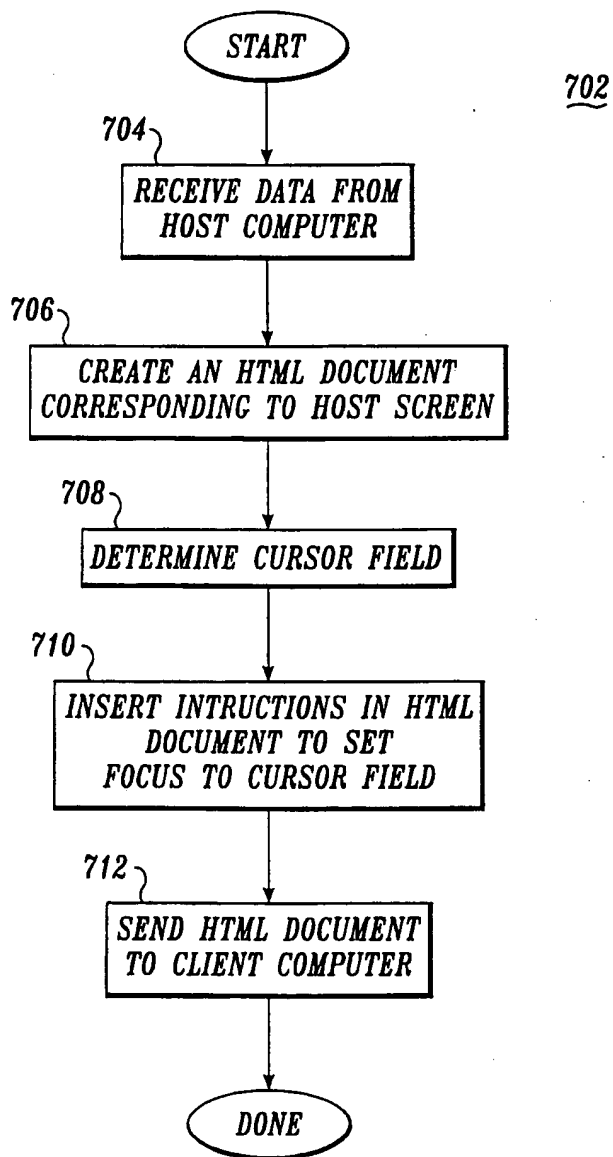 START
702
704
RECEIVE DATA FROM
HOST COMPUTER
706
CREATE AN HTML DOCUMENT
CORRESPONDING TO HOST SCREEN
708
DETERMINE CURSOR FIELD
710
INSERT INTRUCTIONS IN HTML
DOCUMENT TO SET
FOCUS TO CURSOR FIELD
712
SEND HTML DOCUMENT
TO CLIENT COMPUTER
DONE